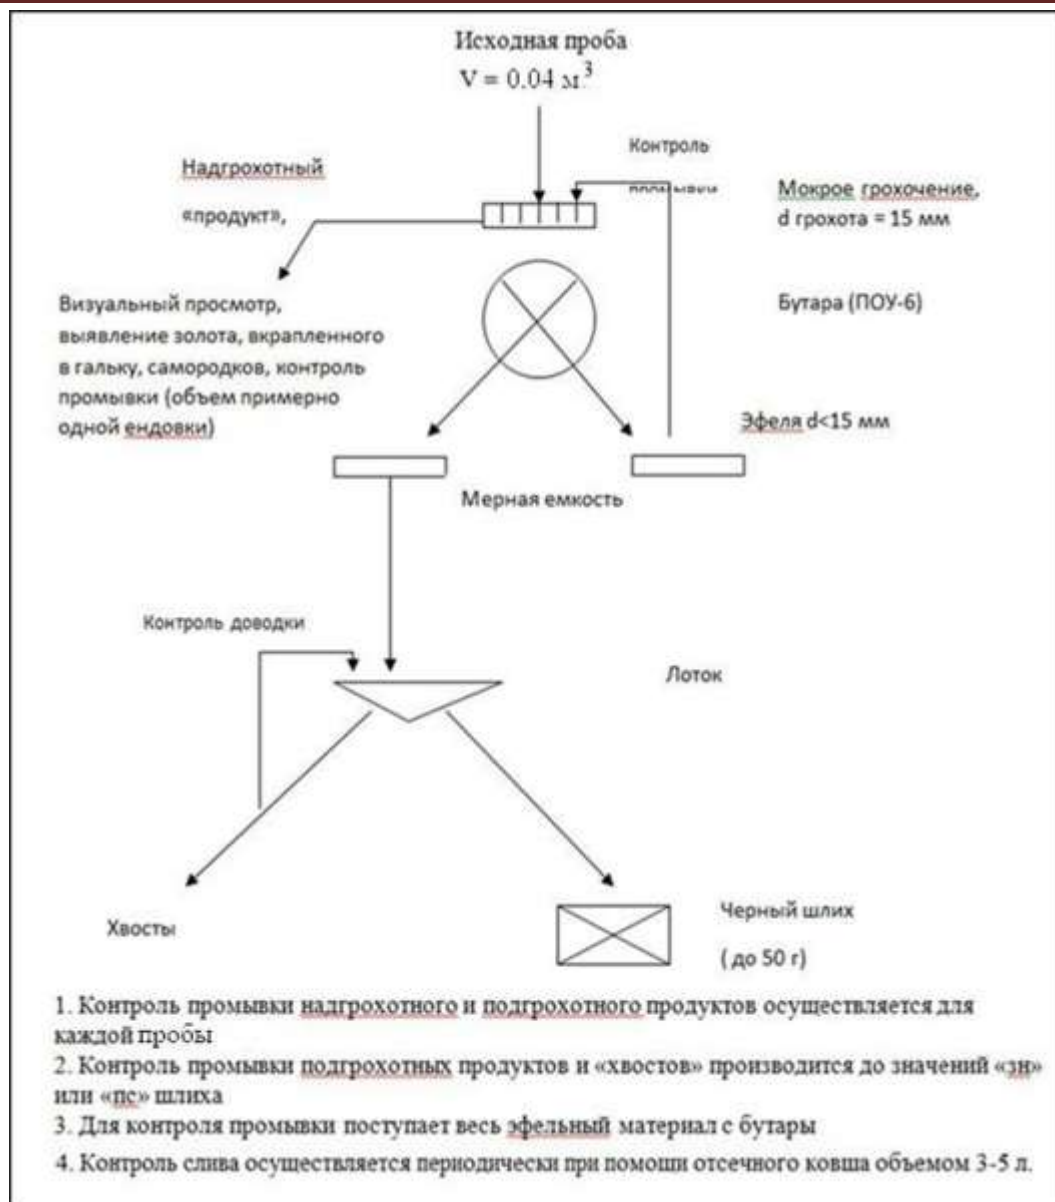 Исходная проба
V = 0.04 м.³
Контроль
промывки
Надгрохотный
«продукт»,
Мокрое грохочение,
d грохота = 15 мм
Визуальный просмотр,
выявление золота, вкрапленного
в гальку, самородков, контроль
промывки (объем примерно
одной ендовки)
Бутара (ПОУ-6)
Эфеля d<15 мм
Мерная емкость
Контроль доводки
Лоток
Хвосты
Черный шлих
( до 50 г)
1. Контроль промывки надгрохотного и подгрохотного продуктов осуществляется для
каждой пробы
2. Контроль промывки подгрохотных продуктов и «хвостов» производится до значений «зн»
или «пс» шлиха
3. Для контроля промывки поступает весь эфельный материал с бутары
4. Контроль слива осуществляется периодически при помощи отсечного ковша объемом 3-5 л.